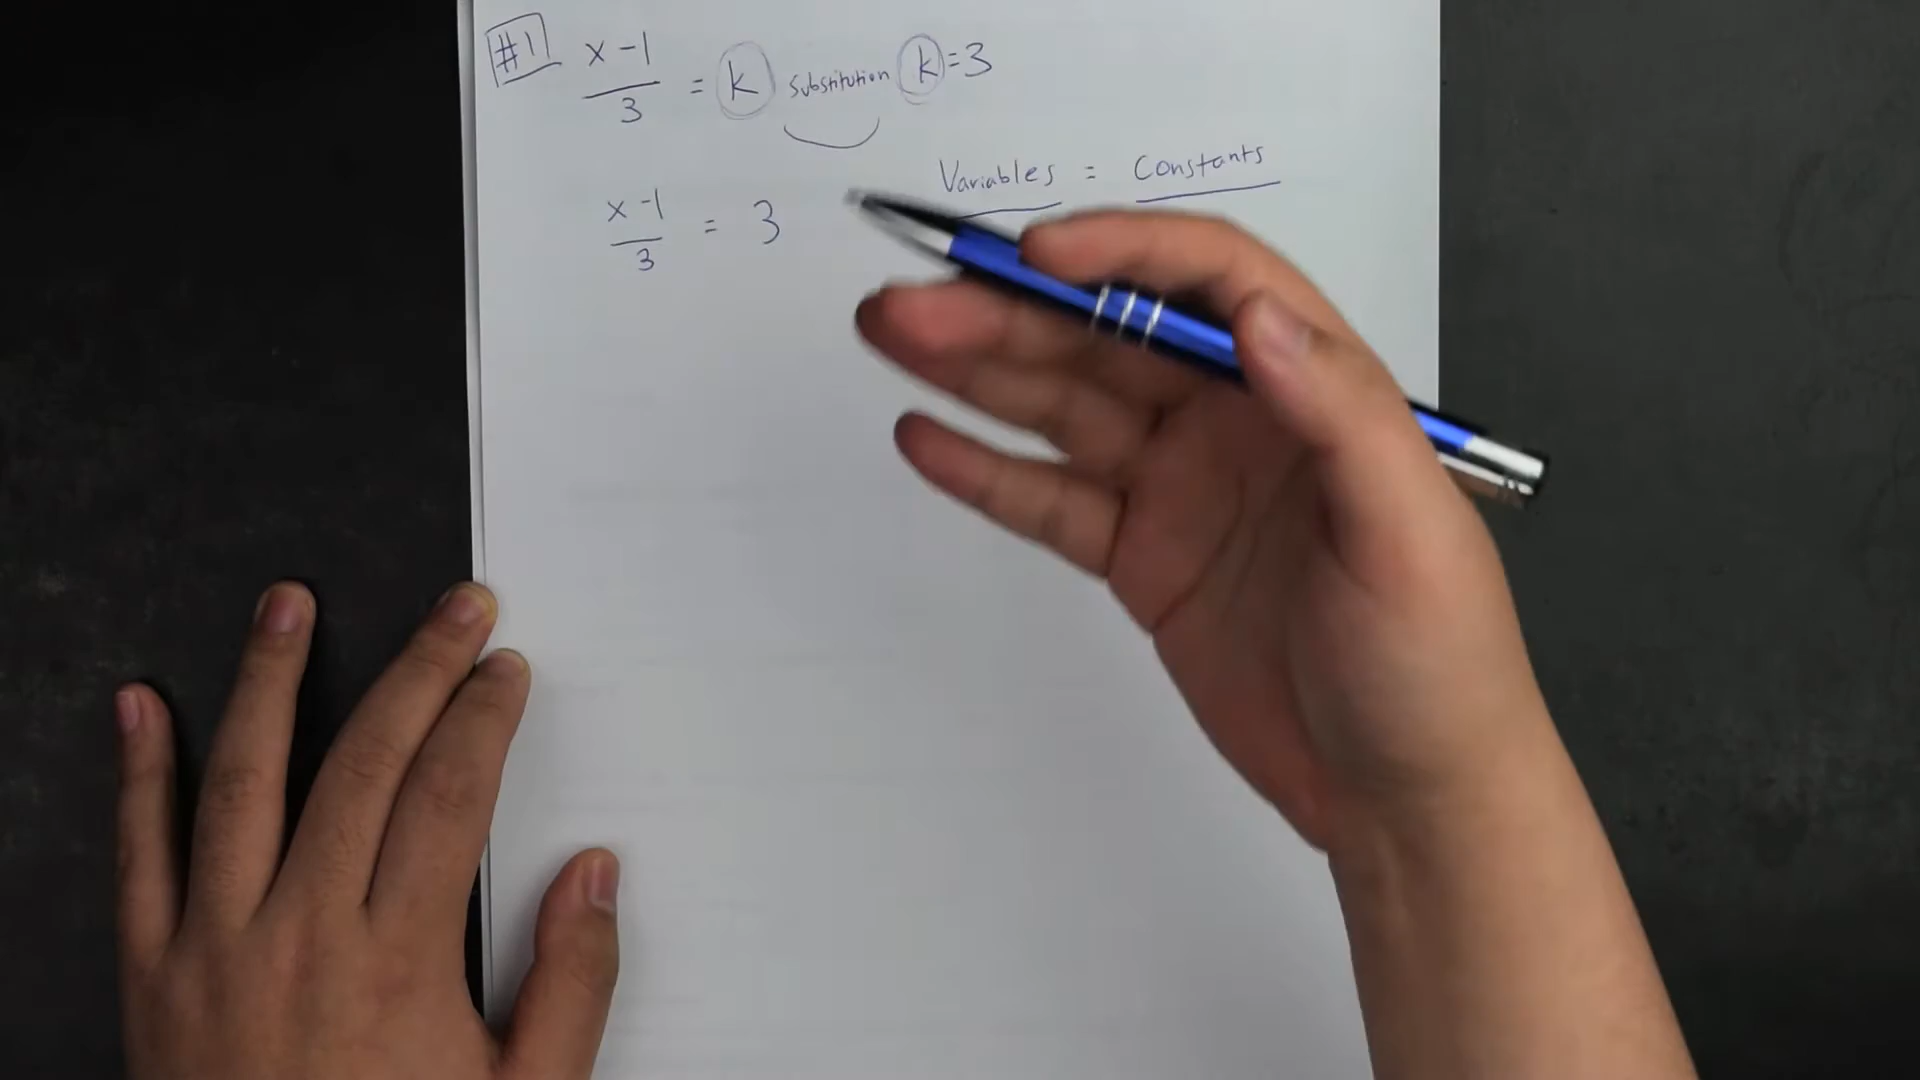 #1 x-1/3 = k Substitution k=3
Variables = Constants
x-1/3 = 3